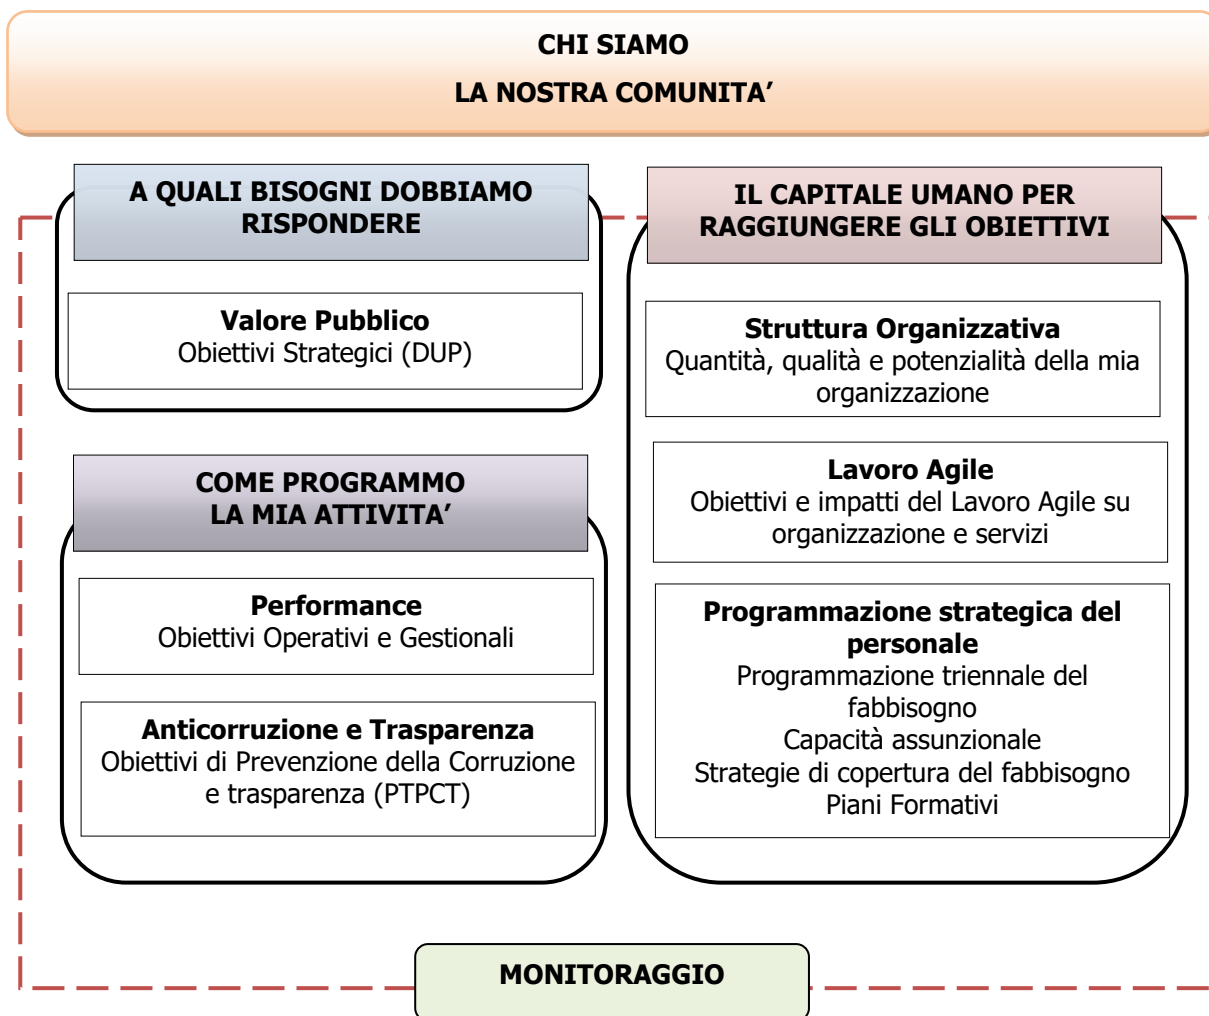 CHI SIAMO
LA NOSTRA COMUNITA’
A QUALI BISOGNI DOBBIAMO
RISPONDERE
Valore Pubblico
Obiettivi Strategici (DUP)
COME PROGRAMMO
LA MIA ATTIVITA’
Performance
Obiettivi Operativi e Gestionali
Anticorruzione e Trasparenza
Obiettivi di Prevenzione della Corruzione
e trasparenza (PTPCT)
IL CAPITALE UMANO PER
RAGGIUNGERE GLI OBIETTIVI
Struttura Organizzativa
Quantità, qualità e potenzialità della mia
organizzazione
Lavoro Agile
Obiettivi e impatti del Lavoro Agile su
organizzazione e servizi
Programmazione strategica del
personale
Programmazione triennale del
fabbisogno
Capacità assunzionale
Strategie di copertura del fabbisogno
Piani Formativi
MONITORAGGIO